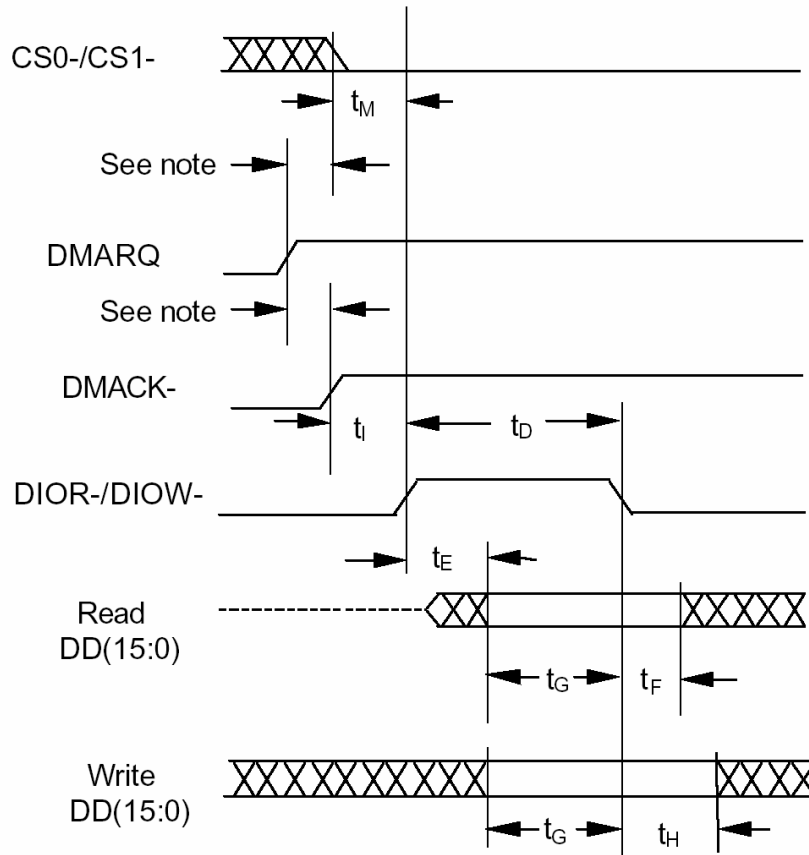 CS0-/CS1-
tM
See note
DMARQ
See note
DMACK-
tI
tD
DIOR-/DIOW-
tE
Read
DD(15:0)
tG
tF
Write
DD(15:0)
tG
tH